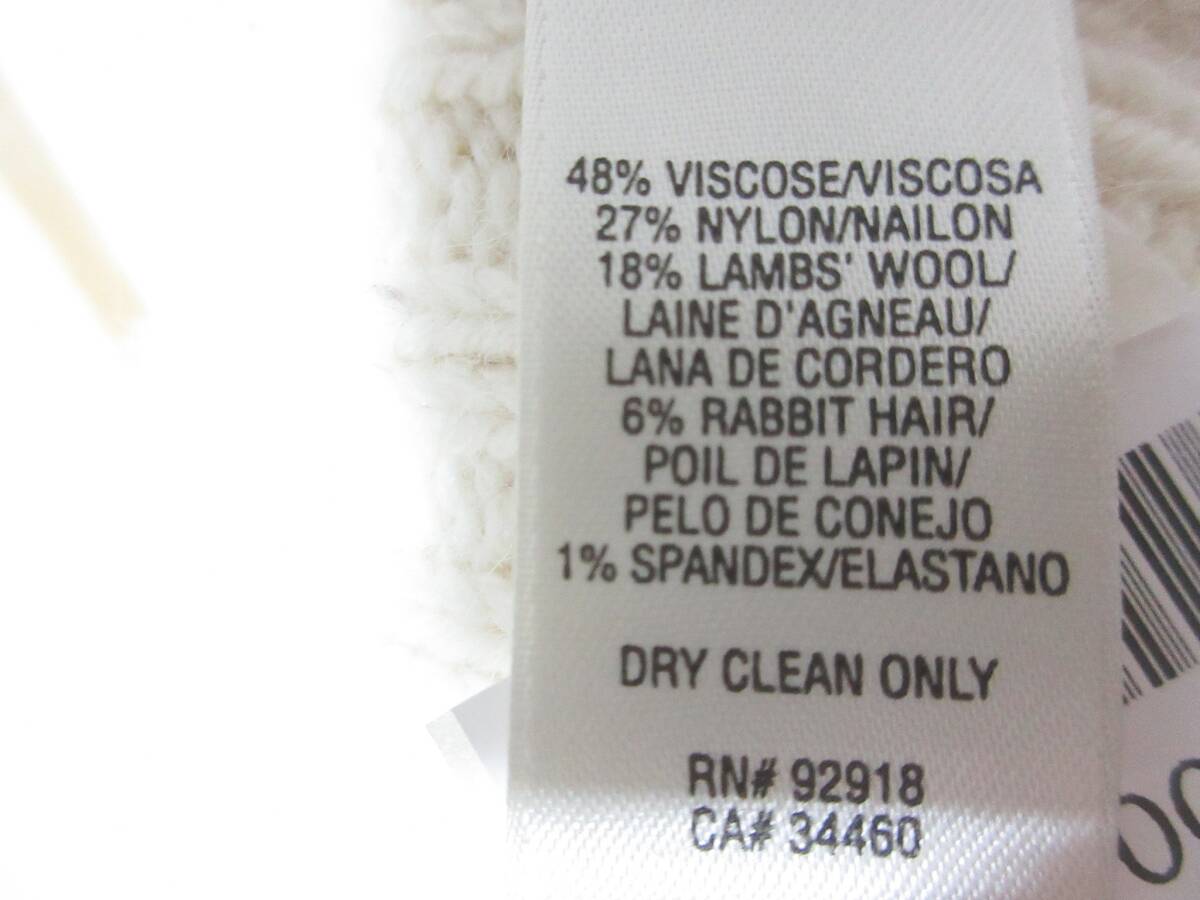 48% VISCOSE/VISCOSA
27% NYLON/NAILON
18% LAMBS' WOOL/
LAINE D'AGNEAU/
LANA DE CORDERO
6% RABBIT HAIR/
POIL DE LAPIN/
PELO DE CONEJO
1% SPANDEX/ELASTANO
DRY CLEAN ONLY
RN# 92918
CA# 34460